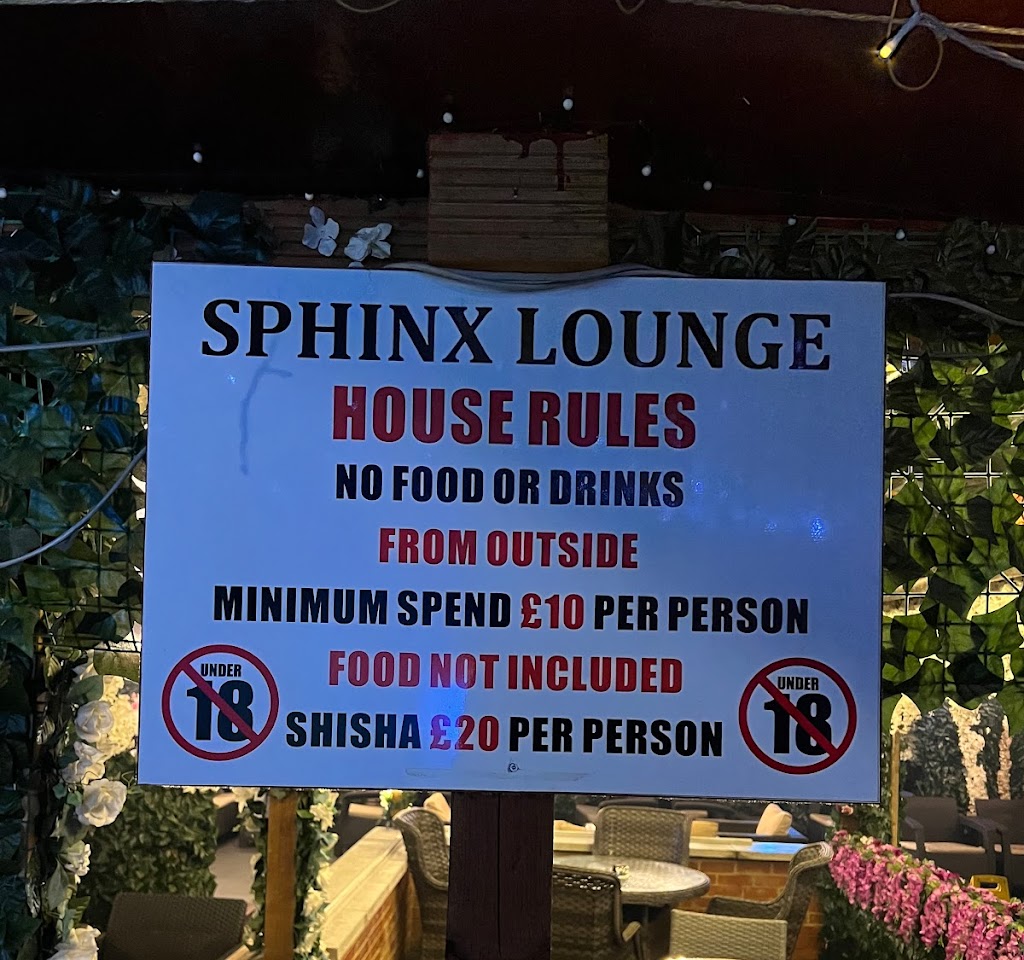 SPHINX LOUNGE
HOUSE RULES
NO FOOD OR DRINKS
FROM OUTSIDE
MINIMUM SPEND £10 PER PERSON
FOOD NOT INCLUDED
SHISHA £20 PER PERSON
UNDER
18
UNDER
18